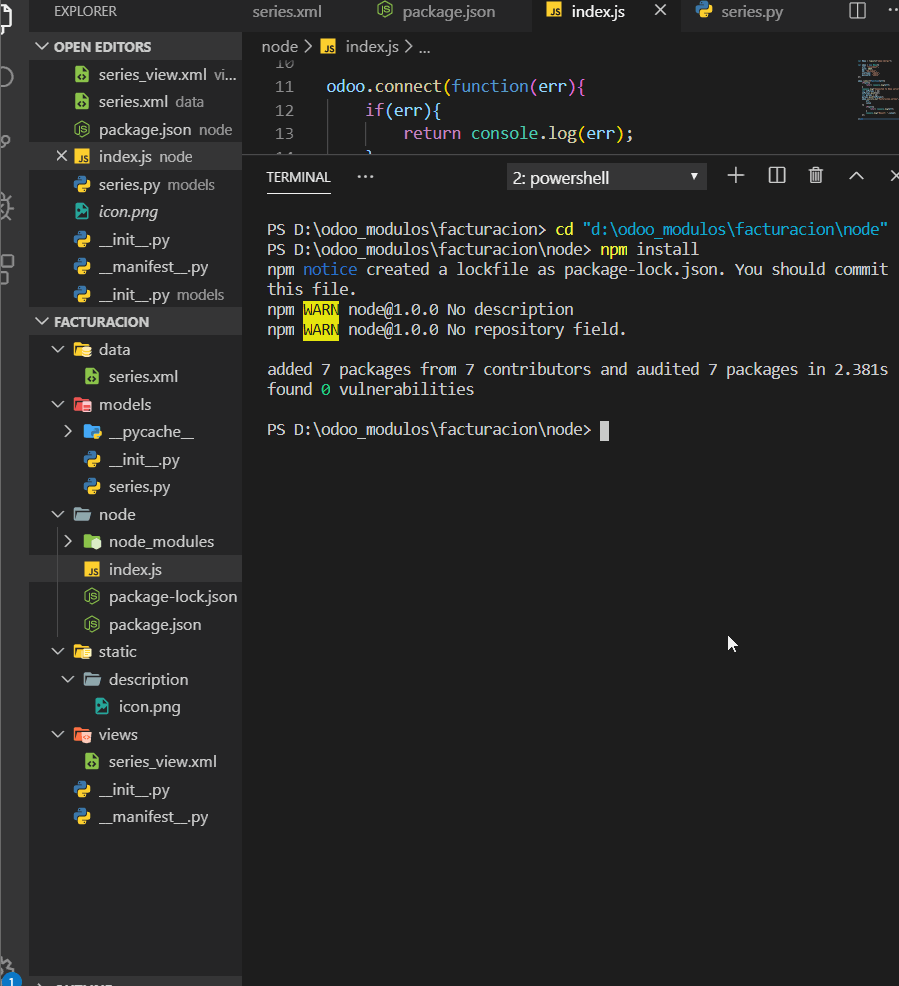 EXPLORER
series.xml
package.json
index.js
series.py
OPEN EDITORS
series_view.xml vi...
series.xml data
package.json node
index.js node
series.py models
icon.png
__init__.py
__manifest__.py
__init__.py models
FACTURACION
data
series.xml
models
__pycache__
__init__.py
series.py
node
node_modules
index.js
package-lock.json
package.json
static
description
icon.png
views
series_view.xml
__init__.py
__manifest__.py
node > index.js > ...
10
11 odoo.connect(function(err){
12 if(err){
13 return console.log(err);
TERMINAL
...
2: powershell
PS D:\odoo_modulos\facturacion> cd "d:\odoo_modulos\facturacion\node"
PS D:\odoo_modulos\facturacion\node> npm install
npm notice created a lockfile as package-lock.json. You should commit
this file.
npm WARN node@1.0.0 No description
npm WARN node@1.0.0 No repository field.
added 7 packages from 7 contributors and audited 7 packages in 2.381s
found 0 vulnerabilities
PS D:\odoo_modulos\facturacion\node>
1